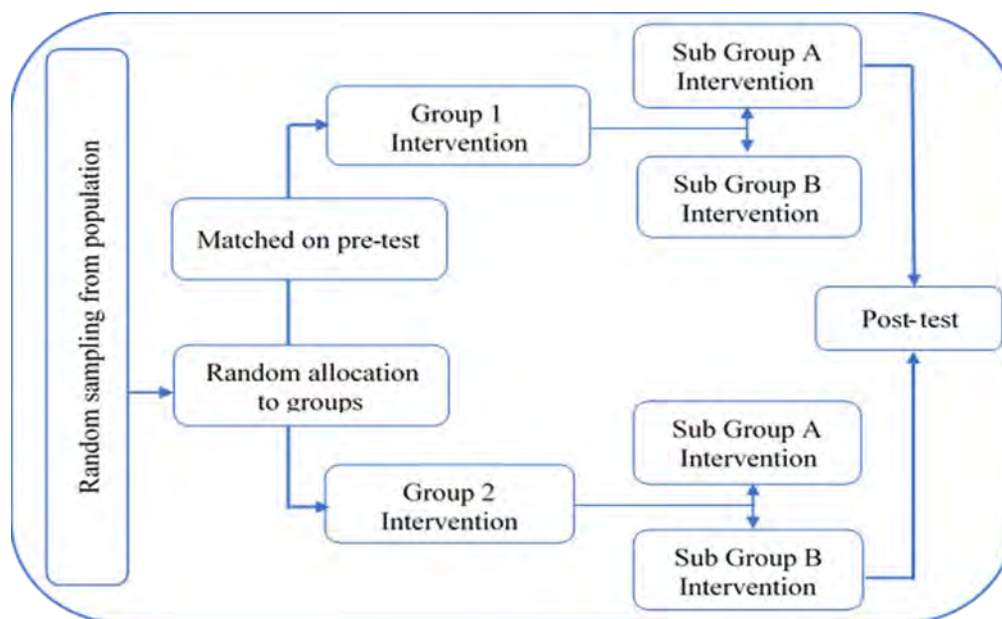 Random sampling from population
Matched on pre-test
Random allocation
to groups
Group 1
Intervention
Sub Group A
Intervention
Sub Group B
Intervention
Group 2
Intervention
Sub Group A
Intervention
Sub Group B
Intervention
Post-test